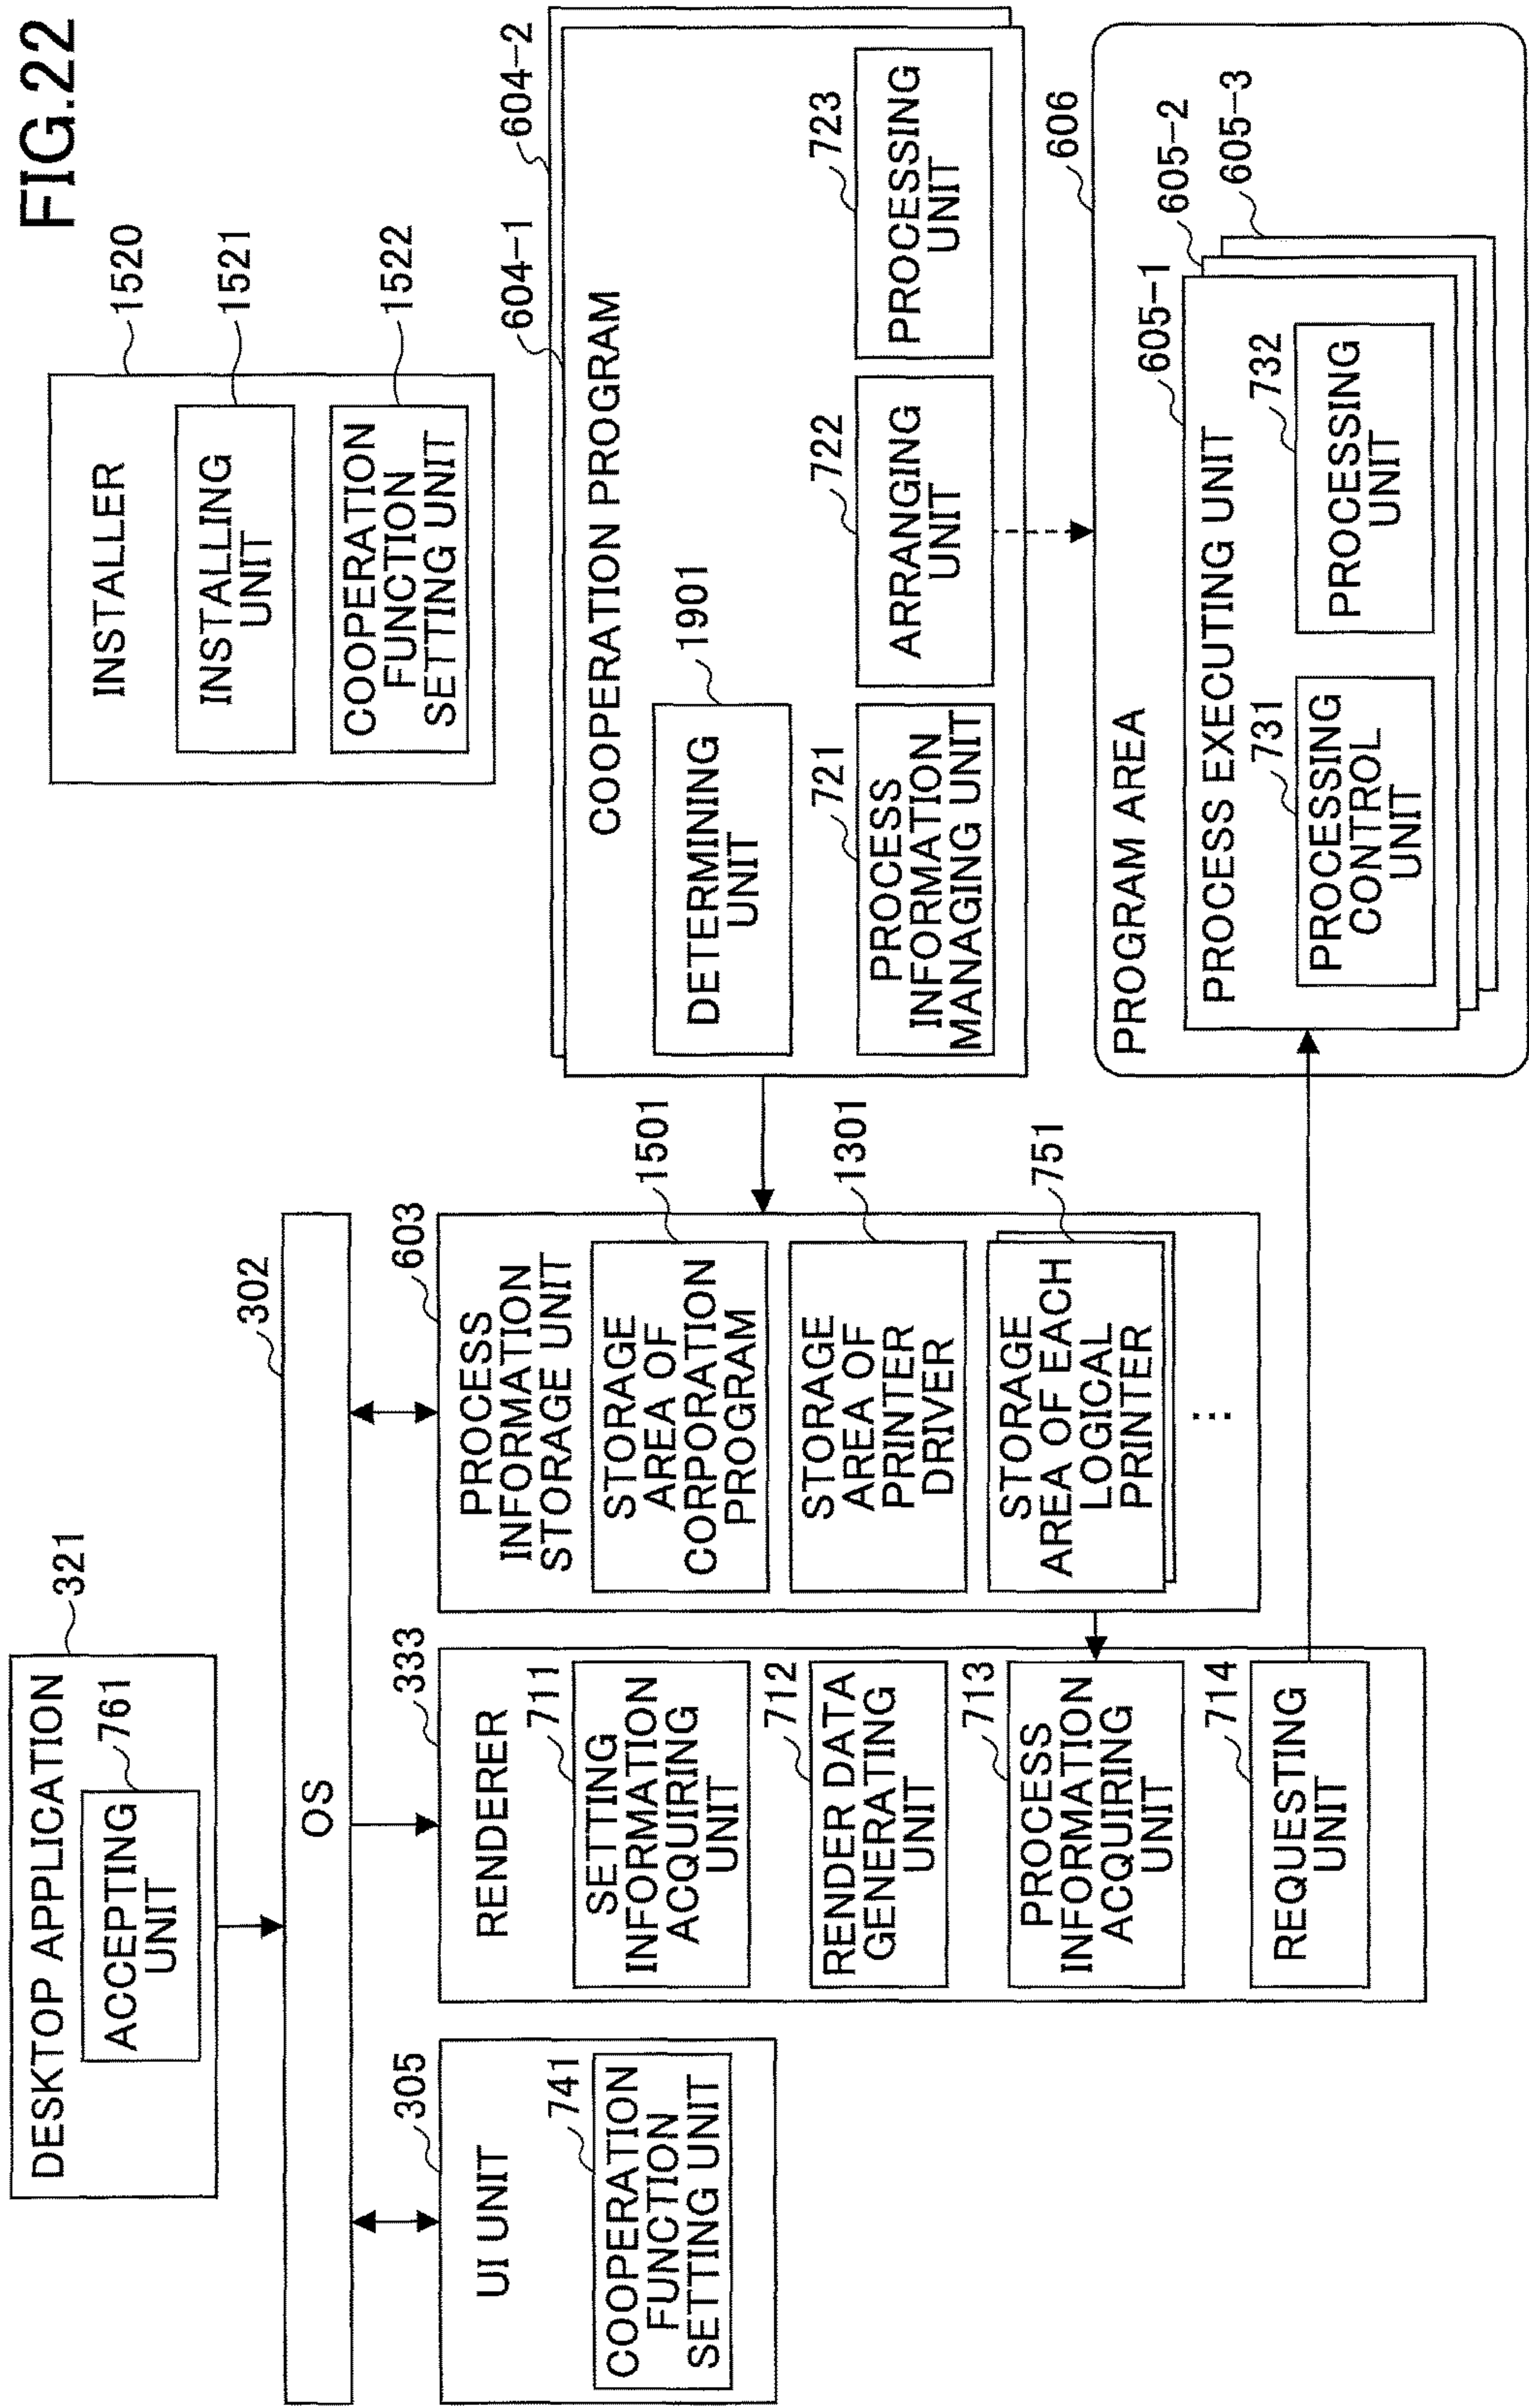 FIG.22
DESKTOP APPLICATION
321
ACCEPTING
UNIT
761
OS
302
UI UNIT
305
COOPERATION
FUNCTION
SETTING UNIT
741
RENDERER
333
SETTING
INFORMATION
ACQUIRING
UNIT
711
RENDER DATA
GENERATING
UNIT
712
PROCESS
INFORMATION
ACQUIRING
UNIT
713
REQUESTING
UNIT
714
PROCESS
INFORMATION
STORAGE UNIT
603
STORAGE
AREA OF
CORPORATION
PROGRAM
1501
STORAGE
AREA OF
PRINTER
DRIVER
1301
STORAGE
AREA OF EACH
LOGICAL
PRINTER
751
...
INSTALLER
1520
INSTALLING
UNIT
1521
COOPERATION
FUNCTION
SETTING UNIT
1522
COOPERATION PROGRAM
604-1
604-2
DETERMINING
UNIT
1901
PROCESS
INFORMATION
MANAGING UNIT
721
ARRANGING
UNIT
722
PROCESSING
UNIT
723
PROGRAM AREA
606
PROCESS EXECUTING UNIT
605-1
605-2
605-3
PROCESSING
CONTROL
UNIT
731
PROCESSING
UNIT
732